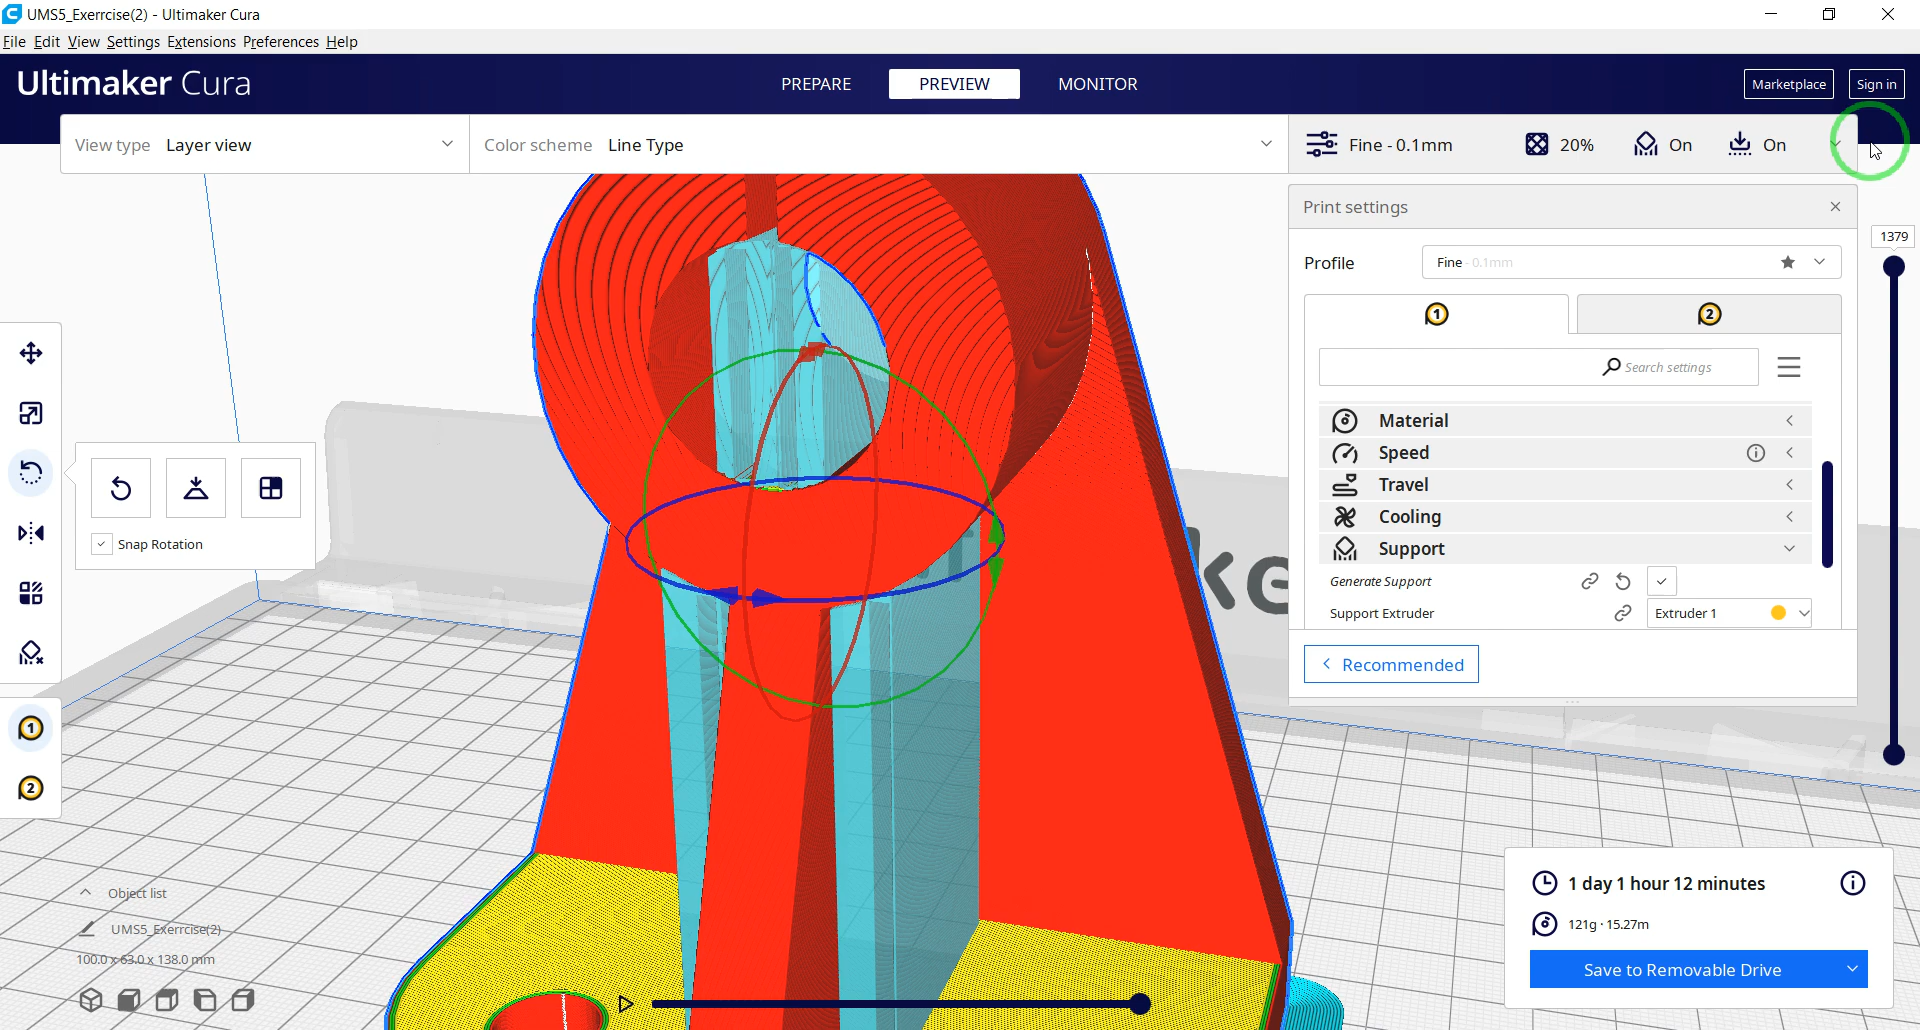 UMS5_Exerrcise(2) - Ultimaker Cura
File Edit View Settings Extensions Preferences Help
Ultimaker Cura
PREPARE
PREVIEW
MONITOR
Marketplace
Sign in
View type Layer view
Color scheme Line Type
Fine - 0.1mm
20%
On
On
Print settings
1379
Profile
Fine - 0.1mm
1
2
Search settings
Material
Speed
Travel
Cooling
Support
Generate Support
Support Extruder
Extruder 1
Recommended
Snap Rotation
ke
1
2
Object list
UMS5_Exerrcise(2)
100.0 x 63.0 x 138.0 mm
1 day 1 hour 12 minutes
121g · 15.27m
Save to Removable Drive